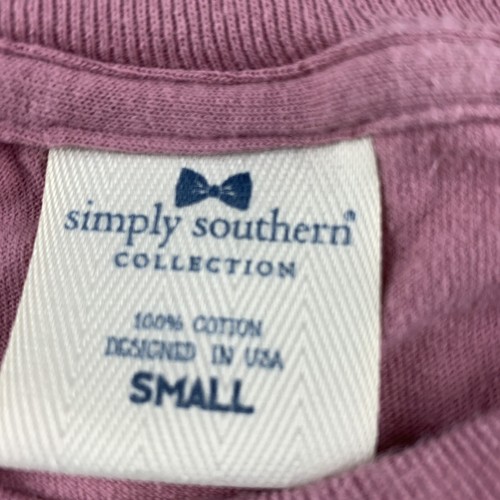 simply southern®
COLLECTION
100% COTTON
DESIGNED IN USA
SMALL